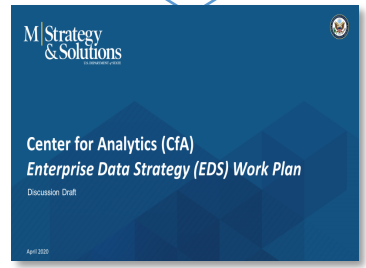 M Strategy
& Solutions
U.S. DEPARTMENT of STATE
Center for Analytics (CfA)
Enterprise Data Strategy (EDS) Work Plan
Discussion Draft
April 2020